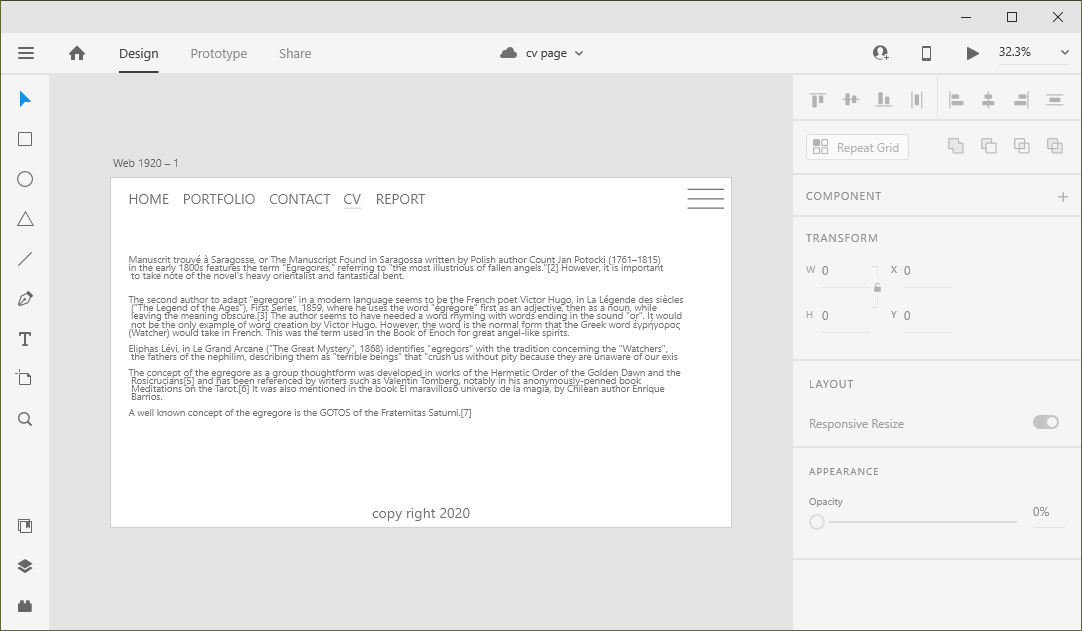 Design Prototype Share cv page 32.3%
Web 1920 – 1
HOME PORTFOLIO CONTACT CV REPORT
Manuscrit trouvé à Saragosse, or The Manuscript Found in Saragossa written by Polish author Count Jan Potocki (1761–1815)
in the early 1800s features the term "Egregores," referring to "the most illustrious of fallen angels."[2] However, it is important
to take note of the novel's heavy orientalist and fantastical bent.
The second author to adapt "egregore" in a modern language seems to be the French poet Victor Hugo, in La Légende des siècles
("The Legend of the Ages"), First Series, 1859, where he uses the word "egregore" first as an adjective, then as a noun, while
leaving the meaning obscure.[3] The author seems to have needed a word rhyming with words ending in the sound "or". It would
not be the only example of word creation by Victor Hugo. However, the word is the normal form that the Greek word ἐγρήγορος
(Watcher) would take in French. This was the term used in the Book of Enoch for great angel-like spirits.
Eliphas Lévi, in Le Grand Arcane ("The Great Mystery", 1868) identifies "egregors" with the tradition concerning the "Watchers",
the fathers of the nephilim, describing them as "terrible beings" that "crush us without pity because they are unaware of our exis
The concept of the egregore as a group thoughtform was developed in works of the Hermetic Order of the Golden Dawn and the
Rosicrucians[5] and has been referenced by writers such as Valentin Tomberg, notably in his anonymously-penned book
Meditations on the Tarot.[6] It was also mentioned in the book El maravilloso universo de la magia, by Chilean author Enrique
Barrios.
A well known concept of the egregore is the GOTOS of the Fraternitas Saturni.[7]
copy right 2020
Repeat Grid
COMPONENT
TRANSFORM
W 0 X 0
H 0 Y 0
LAYOUT
Responsive Resize
APPEARANCE
Opacity
0%